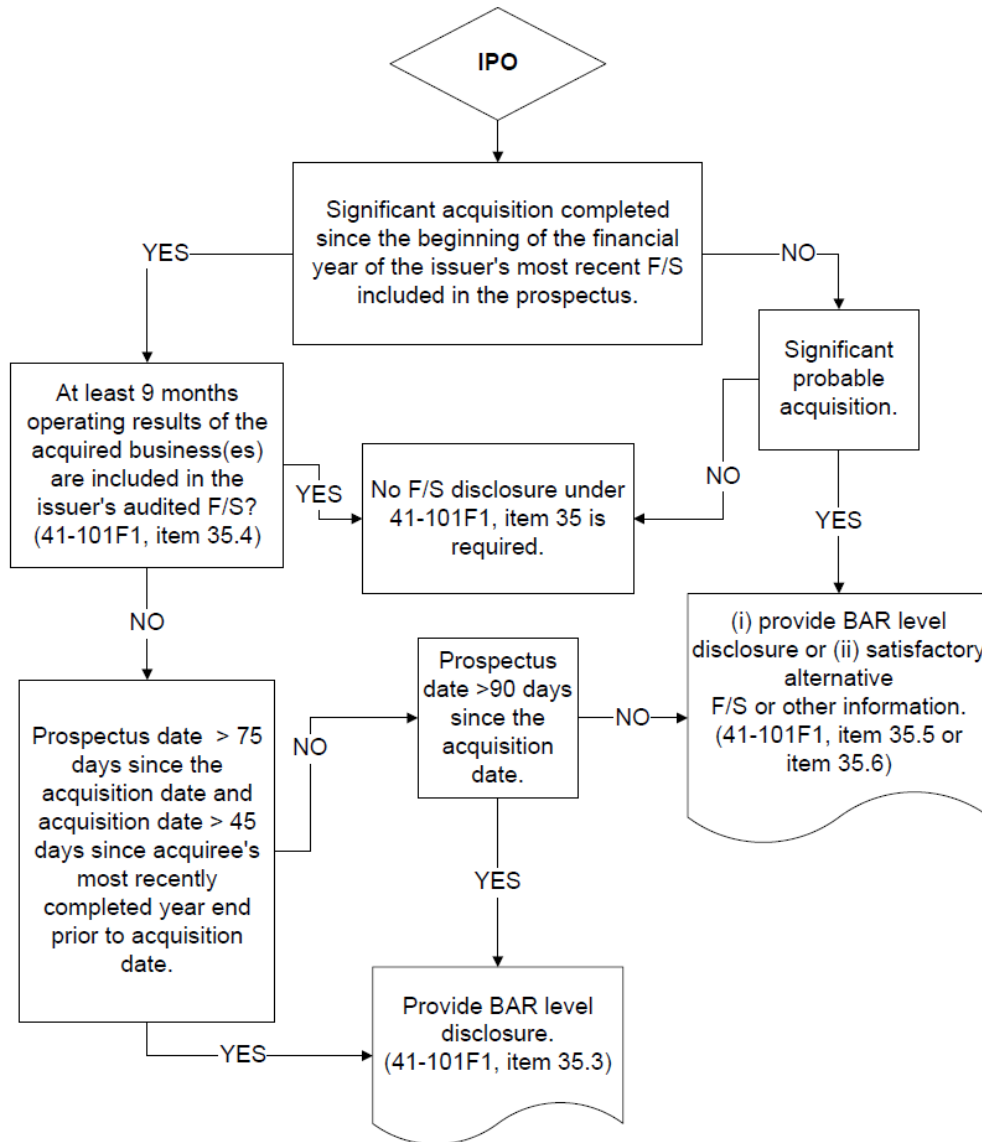 IPO
Significant acquisition completed
since the beginning of the financial
year of the issuer's most recent F/S
included in the prospectus.
YES
NO
At least 9 months
operating results of the
acquired business(es)
are included in the
issuer's audited F/S?
(41-101F1, item 35.4)
Significant
probable
acquisition.
YES
No F/S disclosure under
41-101F1, item 35 is
required.
NO
YES
NO
Prospectus date > 75
days since the
acquisition date and
acquisition date > 45
days since acquiree's
most recently
completed year end
prior to acquisition
date.
NO
Prospectus
date >90 days
since the
acquisition
date.
NO
(i) provide BAR level
disclosure or (ii) satisfactory
alternative
F/S or other information.
(41-101F1, item 35.5 or
item 35.6)
YES
YES
Provide BAR level
disclosure.
(41-101F1, item 35.3)